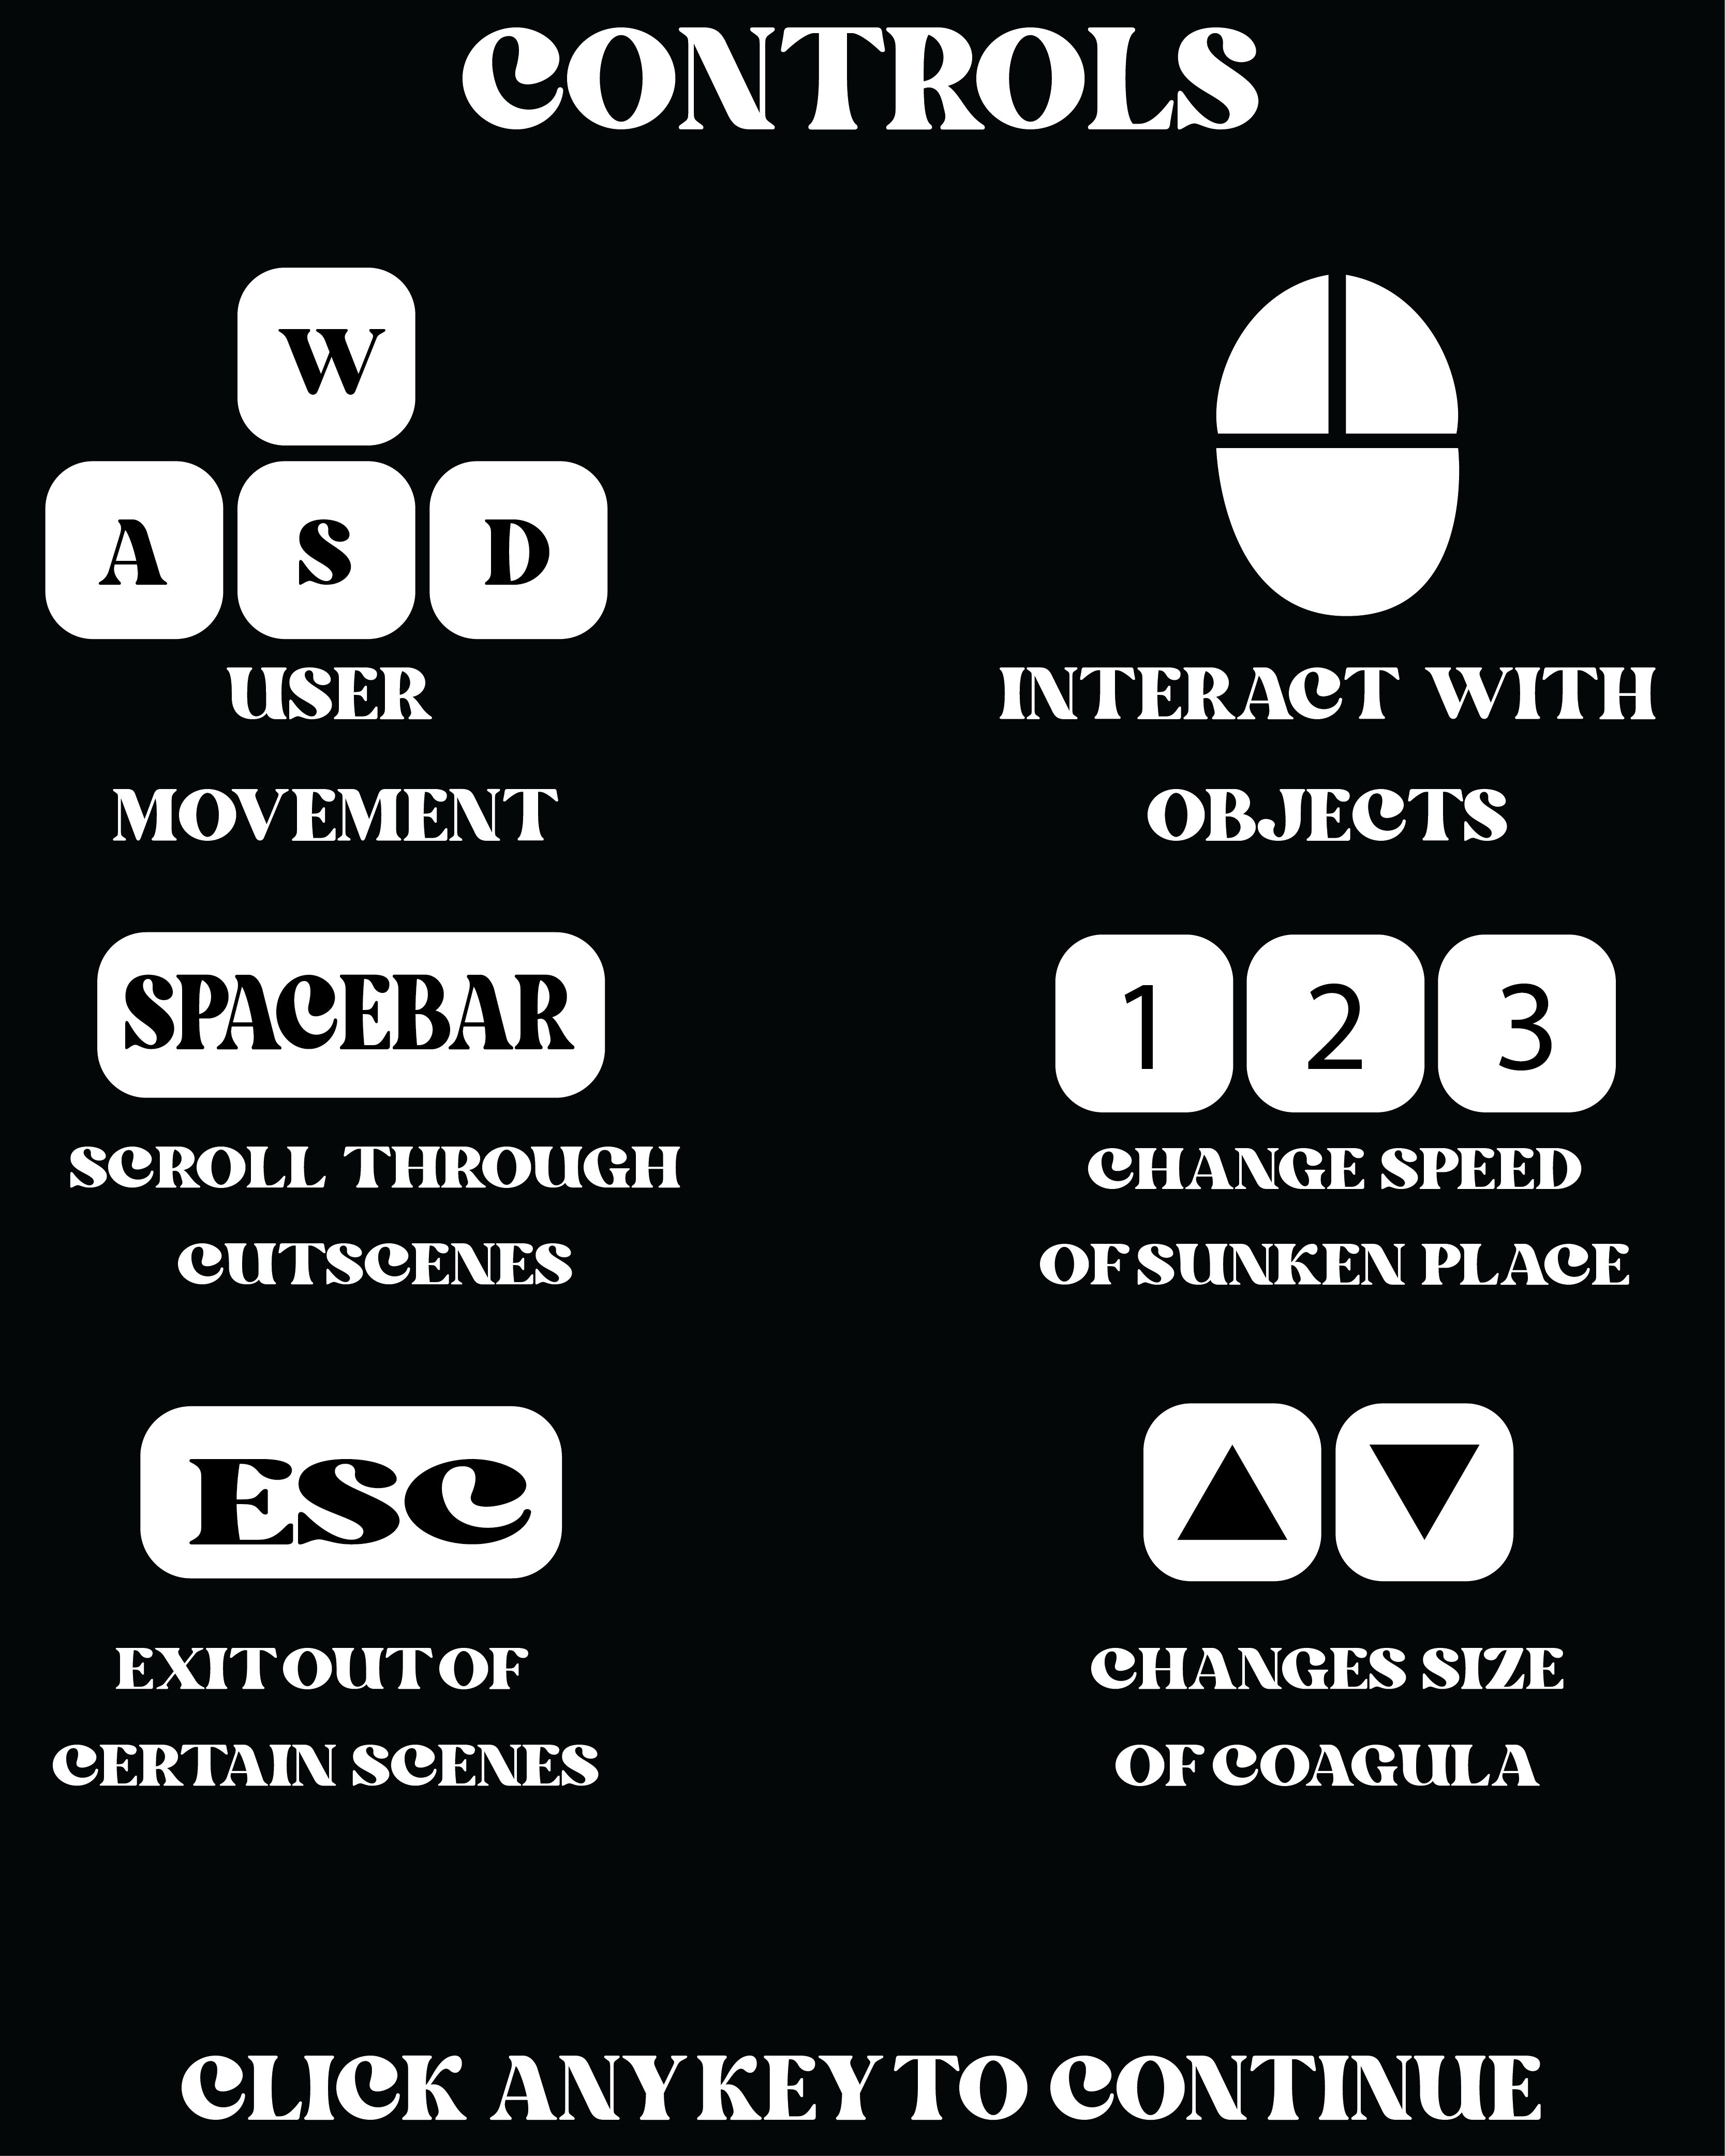 CONTROLS
W
A S D
USER
MOVEMENT
INTERACT WITH
OBJECTS
SPACEBAR
SCROLL THROUGH
CUTSCENES
1 2 3
CHANGE SPEED
OF SUNKEN PLACE
ESC
EXIT OUT OF
CERTAIN SCENES
CHANGES SIZE
OF COAGULA
CLICK ANY KEY TO CONTINUE